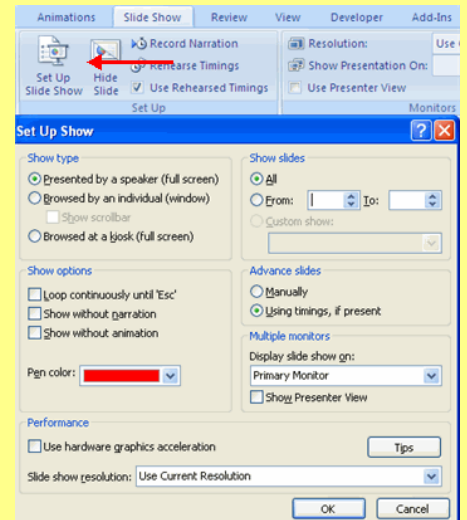 Animations Slide Show Review View Developer Add-Ins
Record Narration Resolution: Use
Rehearse Timings Show Presentation On:
Set Up Slide Show Hide Slide Use Rehearsed Timings Use Presenter View
Set Up Monitors
Set Up Show
Show type
Presented by a speaker (full screen)
Browsed by an individual (window)
Show scrollbar
Browsed at a kiosk (full screen)
Show slides
All
From: To:
Custom show:
Show options
Loop continuously until 'Esc'
Show without narration
Show without animation
Pen color:
Advance slides
Manually
Using timings, if present
Multiple monitors
Display slide show on:
Primary Monitor
Show Presenter View
Performance
Use hardware graphics acceleration Tips
Slide show resolution: Use Current Resolution
OK Cancel